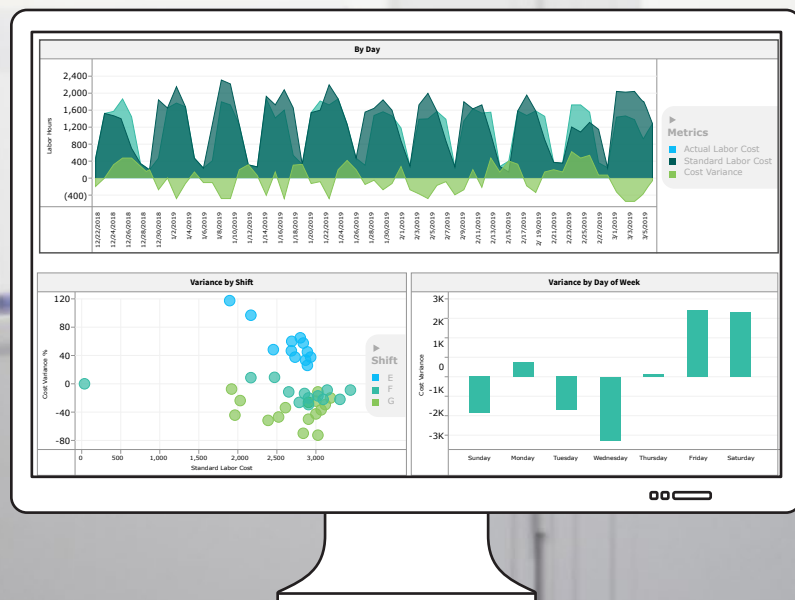 By Day
Labor Hours
2,400
2,000
1,600
1,200
800
400
0
(400)
12/22/2018
12/24/2018
12/26/2018
12/28/2018
12/30/2018
1/2/2019
1/4/2019
1/6/2019
1/8/2019
1/10/2019
1/12/2019
1/14/2019
1/16/2019
1/18/2019
1/20/2019
1/22/2019
1/24/2019
1/26/2019
1/28/2019
1/30/2019
2/1/2019
2/3/2019
2/5/2019
2/7/2019
2/9/2019
2/11/2019
2/13/2019
2/15/2019
2/17/2019
2/ 19/2019
2/21/2019
2/23/2019
2/25/2019
2/27/2019
3/1/2019
3/3/2019
3/5/2019
Metrics
Actual Labor Cost
Standard Labor Cost
Cost Variance
Variance by Shift
Cost Variance %
120
80
40
0
-40
-80
0
500
1,000
1,500
2,000
2,500
3,000
Standard Labor Cost
Shift
E
F
G
Variance by Day of Week
Cost Variance
3K
2K
1K
0
-1K
-2K
-3K
Sunday
Monday
Tuesday
Wednesday
Thursday
Friday
Saturday